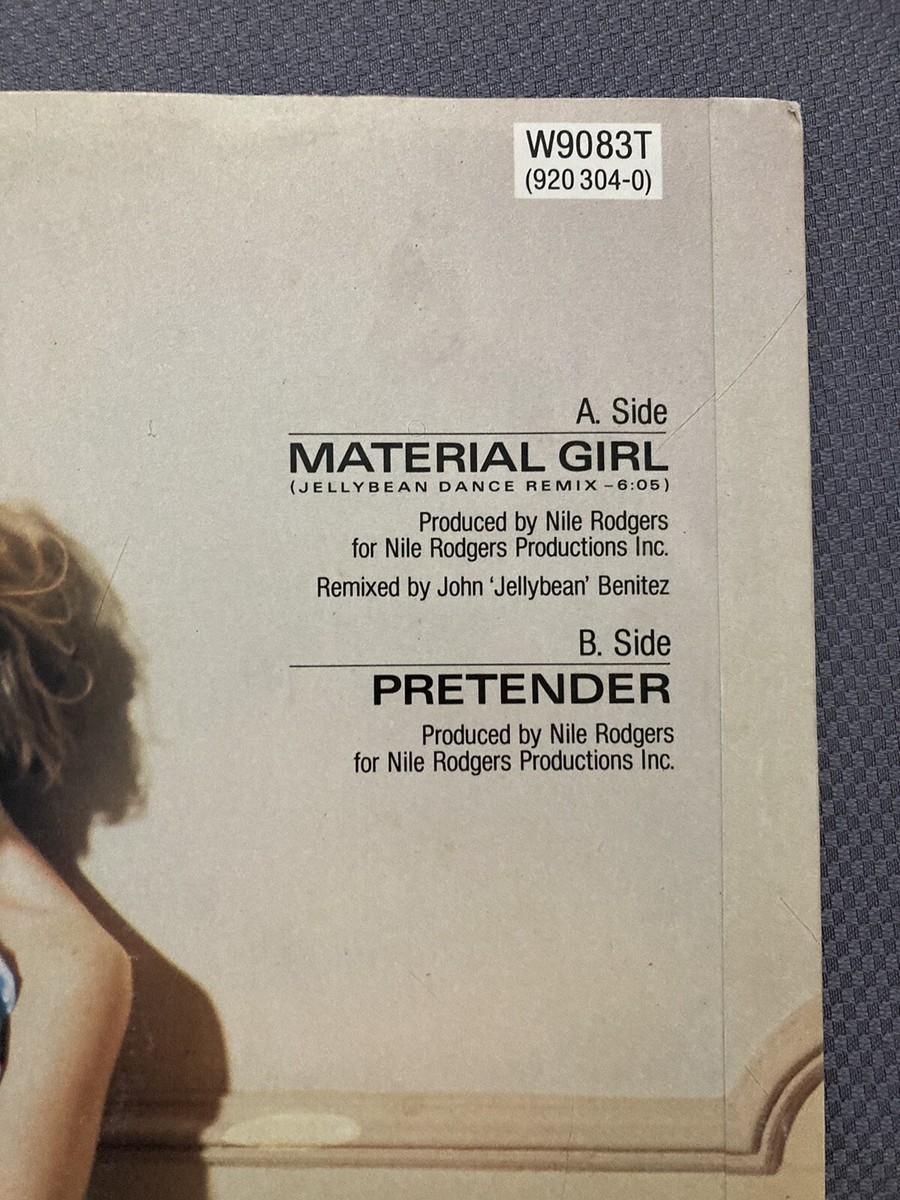 W9083T
(920 304-0)
A. Side
MATERIAL GIRL
(JELLYBEAN DANCE REMIX – 6:05)
Produced by Nile Rodgers
for Nile Rodgers Productions Inc.
Remixed by John ‘Jellybean’ Benitez
B. Side
PRETENDER
Produced by Nile Rodgers
for Nile Rodgers Productions Inc.